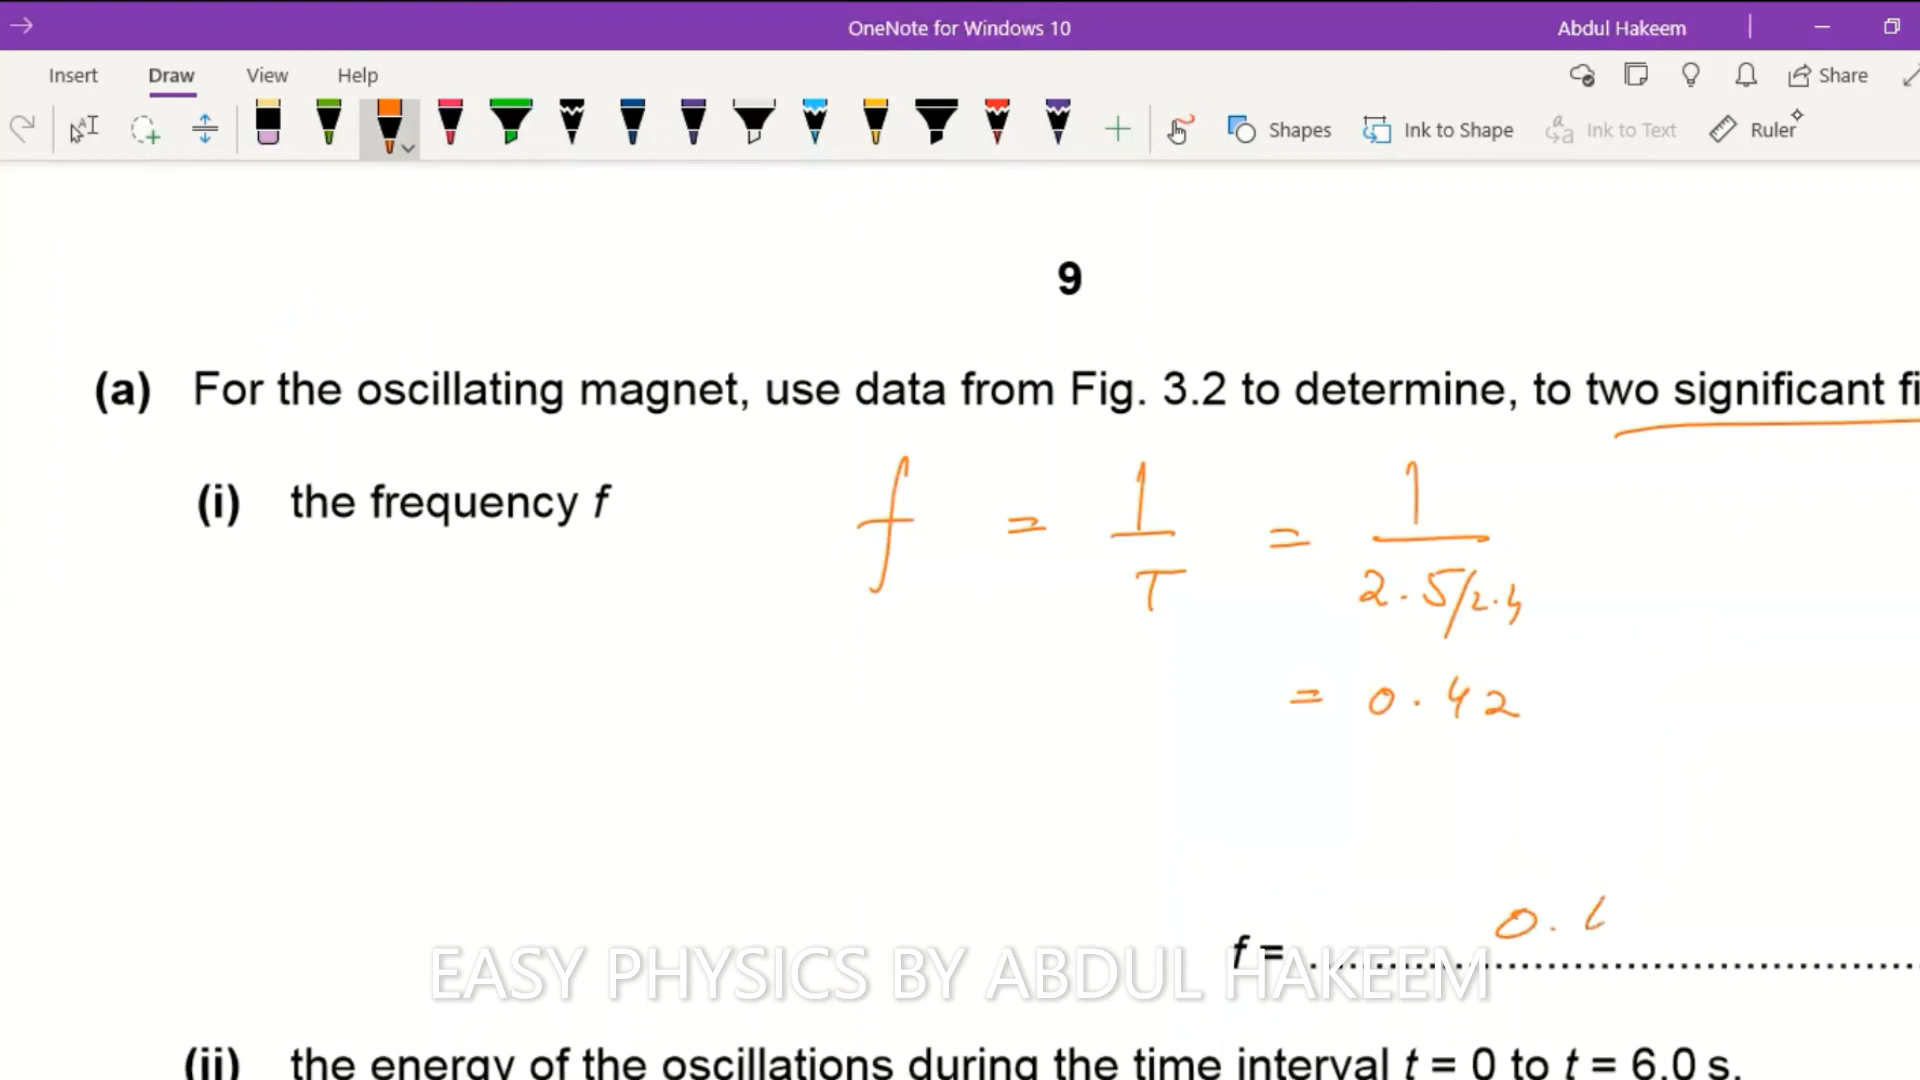 OneNote for Windows 10
Abdul Hakeem
Insert Draw View Help
Share
Shapes Ink to Shape Ink to Text Ruler
9
(a) For the oscillating magnet, use data from Fig. 3.2 to determine, to two significant fi
(i) the frequency f
f = 1/T = 1/2.5/2.4
= 0.42
0.
f =
EASY PHYSICS BY ABDUL HAKEEM
(ii) the energy of the oscillations during the time interval t = 0 to t = 6.0 s.